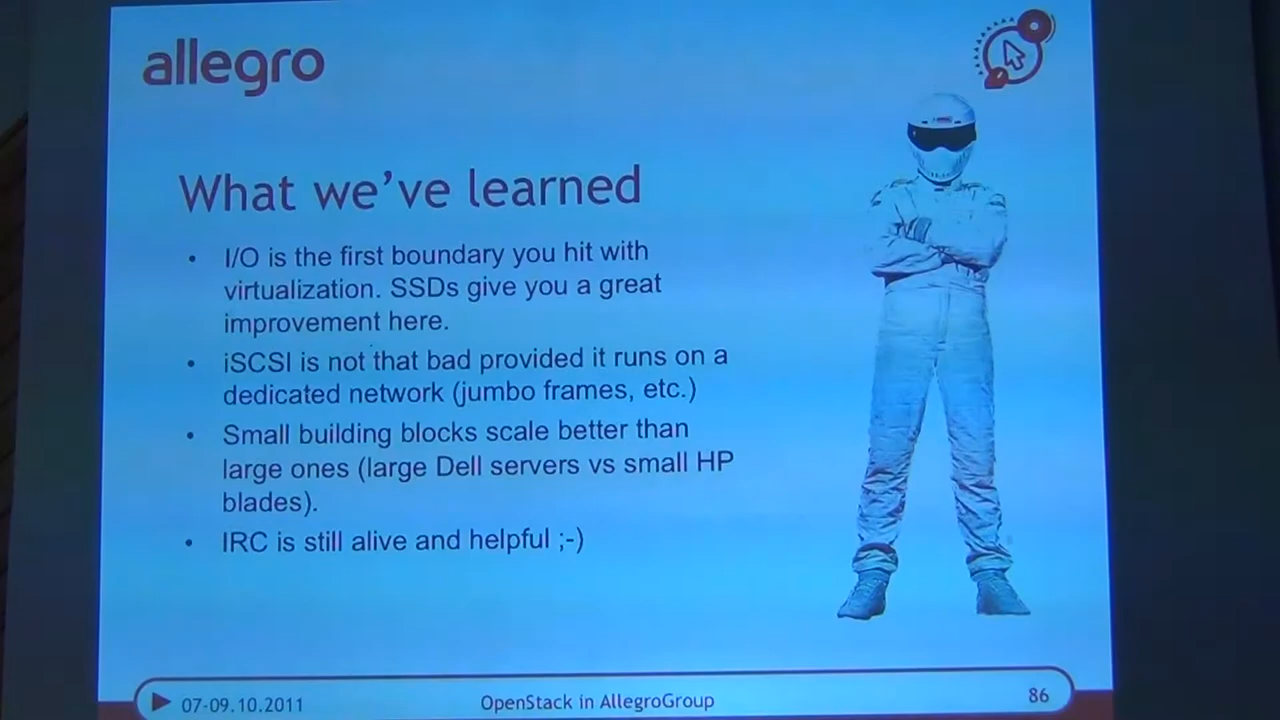 allegro
What we've learned
• I/O is the first boundary you hit with
virtualization. SSDs give you a great
improvement here.
• iSCSI is not that bad provided it runs on a
dedicated network (jumbo frames, etc.)
• Small building blocks scale better than
large ones (large Dell servers vs small HP
blades).
• IRC is still alive and helpful ;-)
07-09.10.2011
OpenStack in AllegroGroup
86